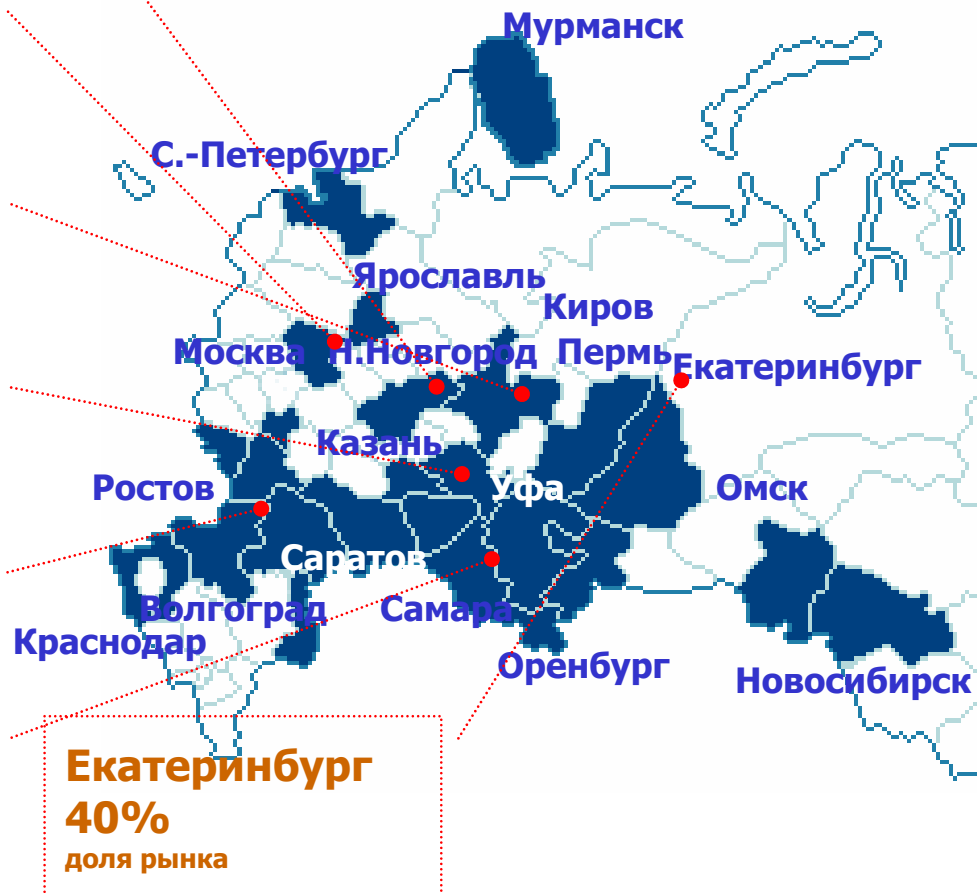 Мурманск
С.-Петербург
Ярославль
Киров
Москва
Н.Новгород
Пермь
Екатеринбург
Казань
Ростов
Уфа
Омск
Саратов
Волгоград
Самара
Краснодар
Оренбург
Новосибирск
Екатеринбург
40%
доля рынка